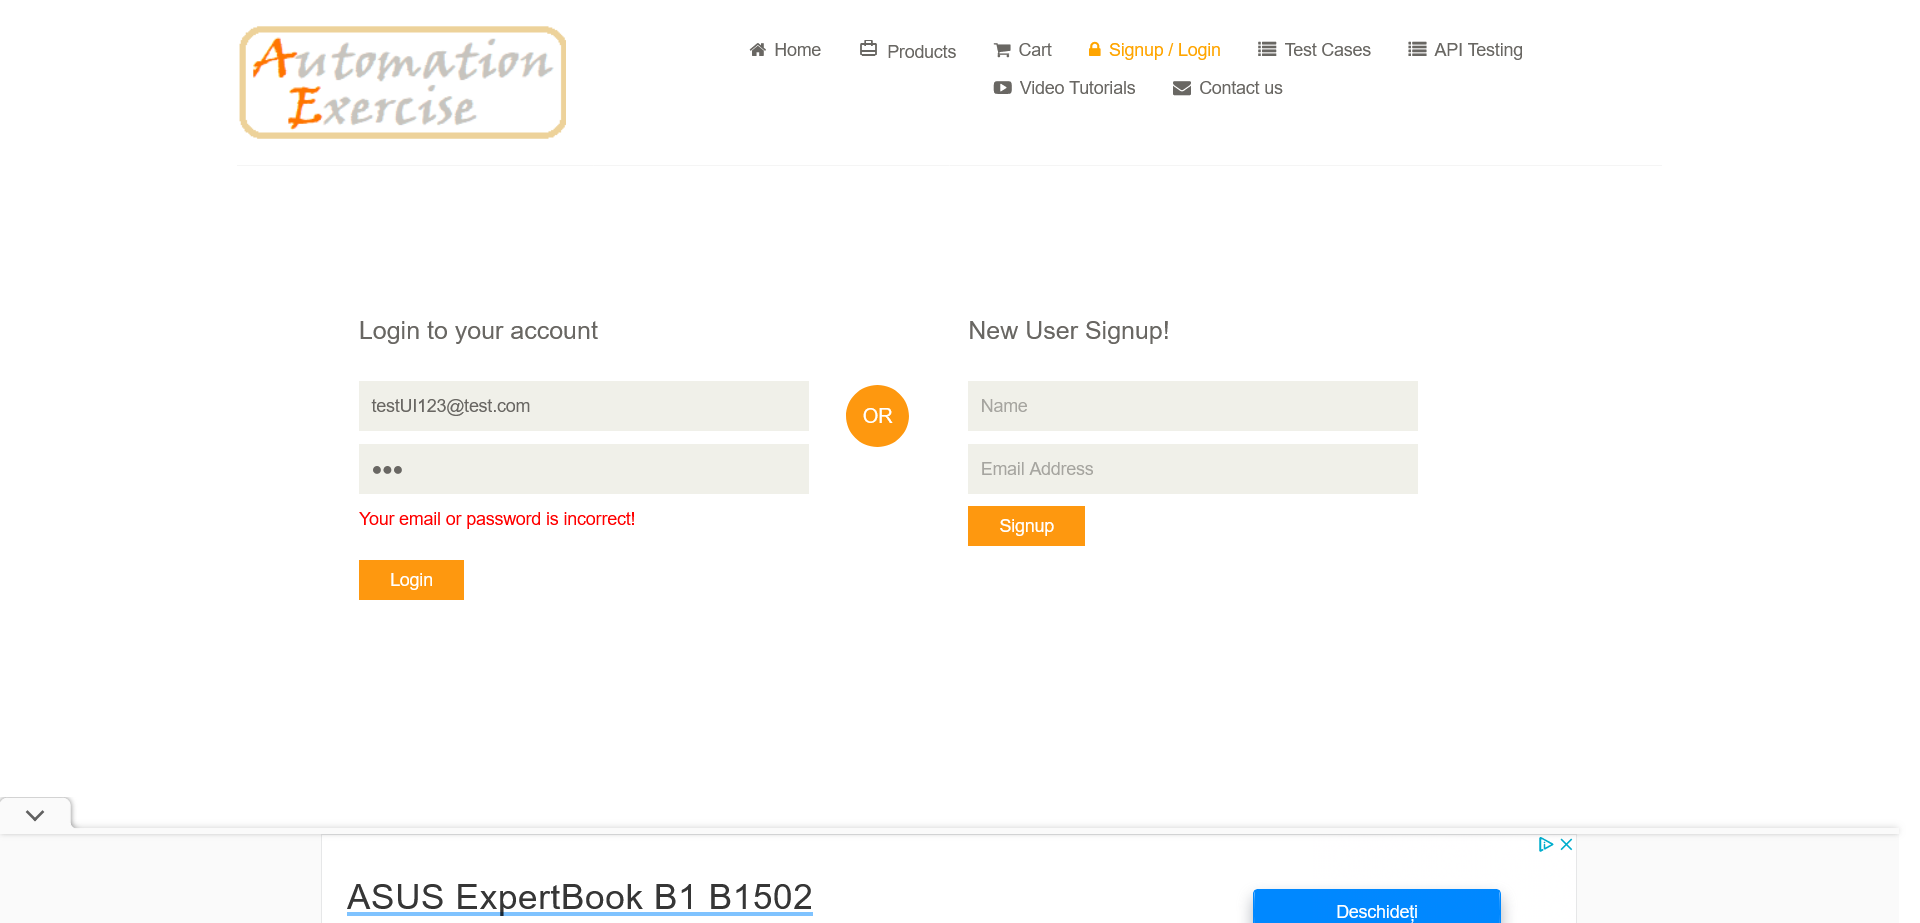 Automation
Exercise
Home
Products
Cart
Signup / Login
Test Cases
API Testing
Video Tutorials
Contact us
Login to your account
testUI123@test.com
•••
Your email or password is incorrect!
Login
OR
New User Signup!
Name
Email Address
Signup
ASUS ExpertBook B1 B1502
Deschideți